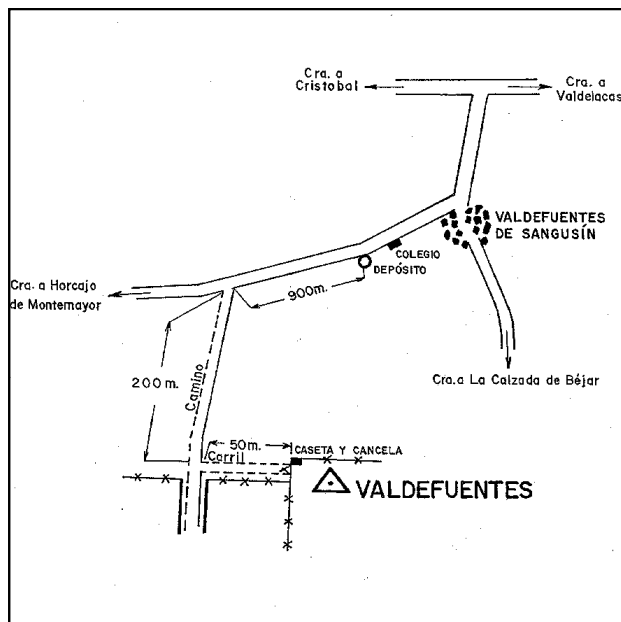 Cra. a
Cristobal
Cra. a
Valdelacas
VALDEFUENTES
DE SANGUSÍN
COLEGIO
DEPÓSITO
900m.
Cra. a Horcajo
de Montemayor
200 m.
Camino
Cra.a La Calzada de Béjar
50m.
Carril
CASETA Y CANCELA
VALDEFUENTES